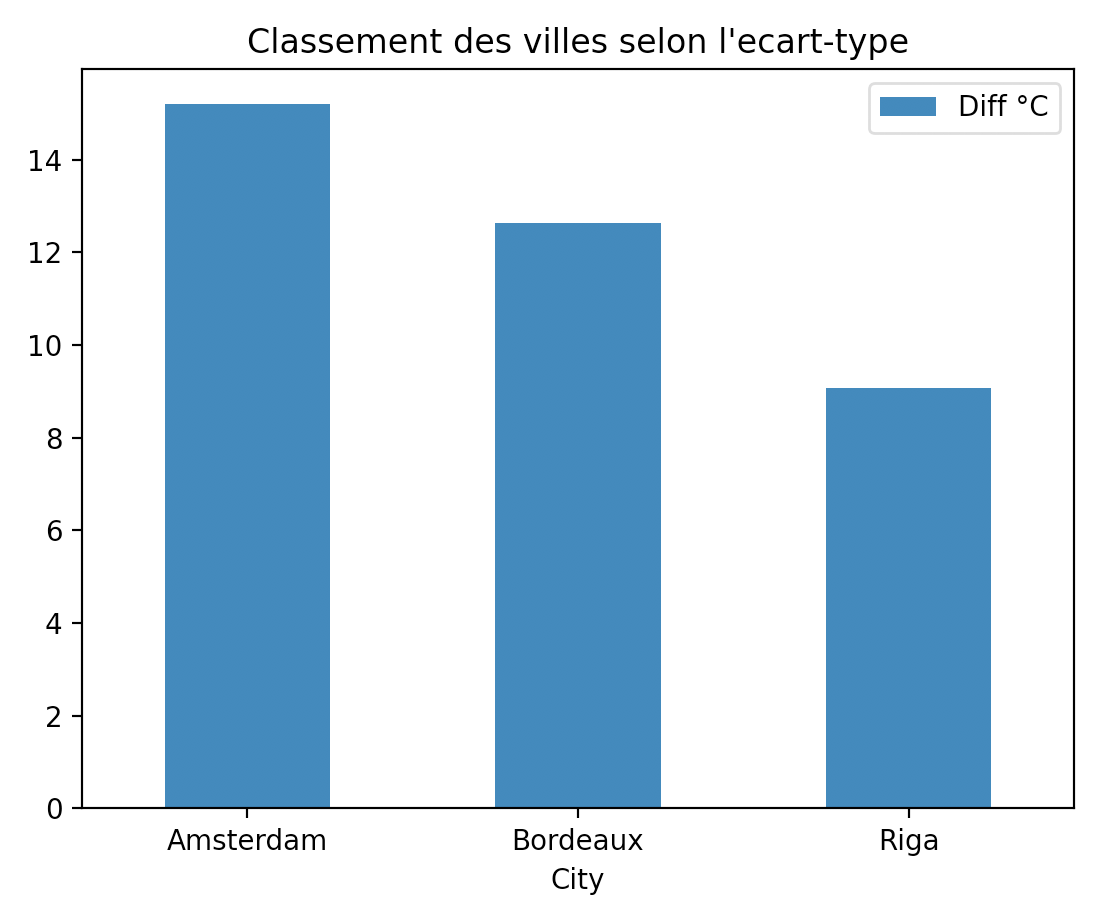 Classement des villes selon l'ecart-type
Diff °C
14
12
10
8
6
4
2
0
Amsterdam
Bordeaux
Riga
City